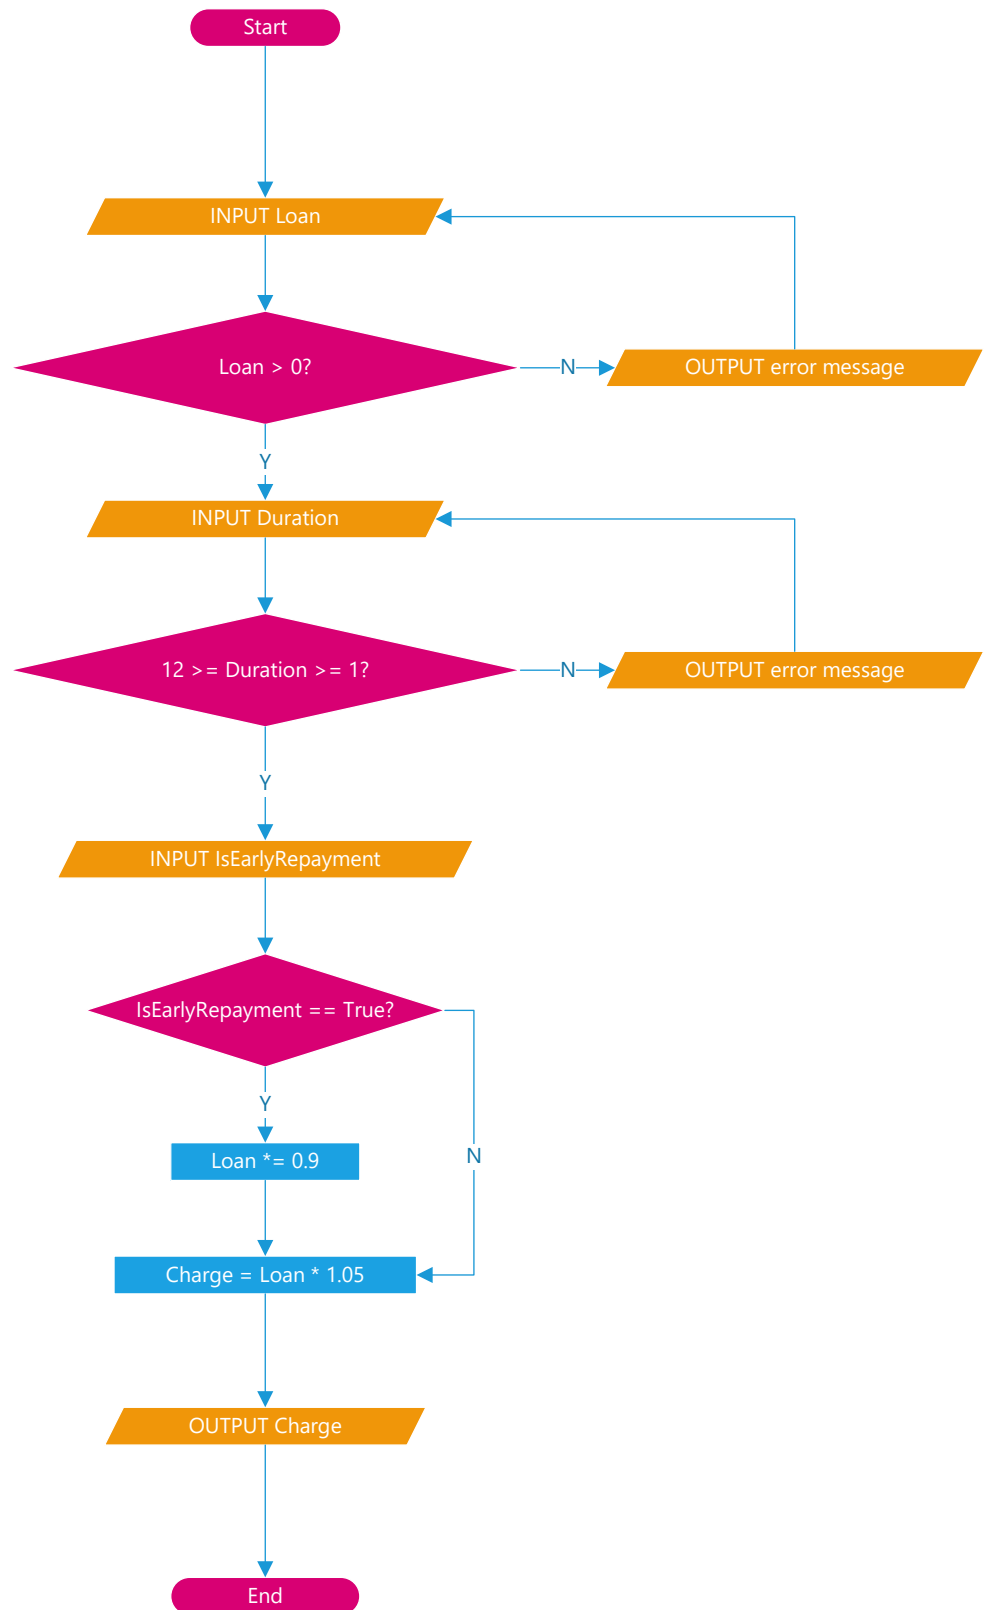 Start
INPUT Loan
Loan > 0?
N
OUTPUT error message
Y
INPUT Duration
12 >= Duration >= 1?
N
OUTPUT error message
Y
INPUT IsEarlyRepayment
IsEarlyRepayment == True?
Y
N
Loan *= 0.9
Charge = Loan * 1.05
OUTPUT Charge
End